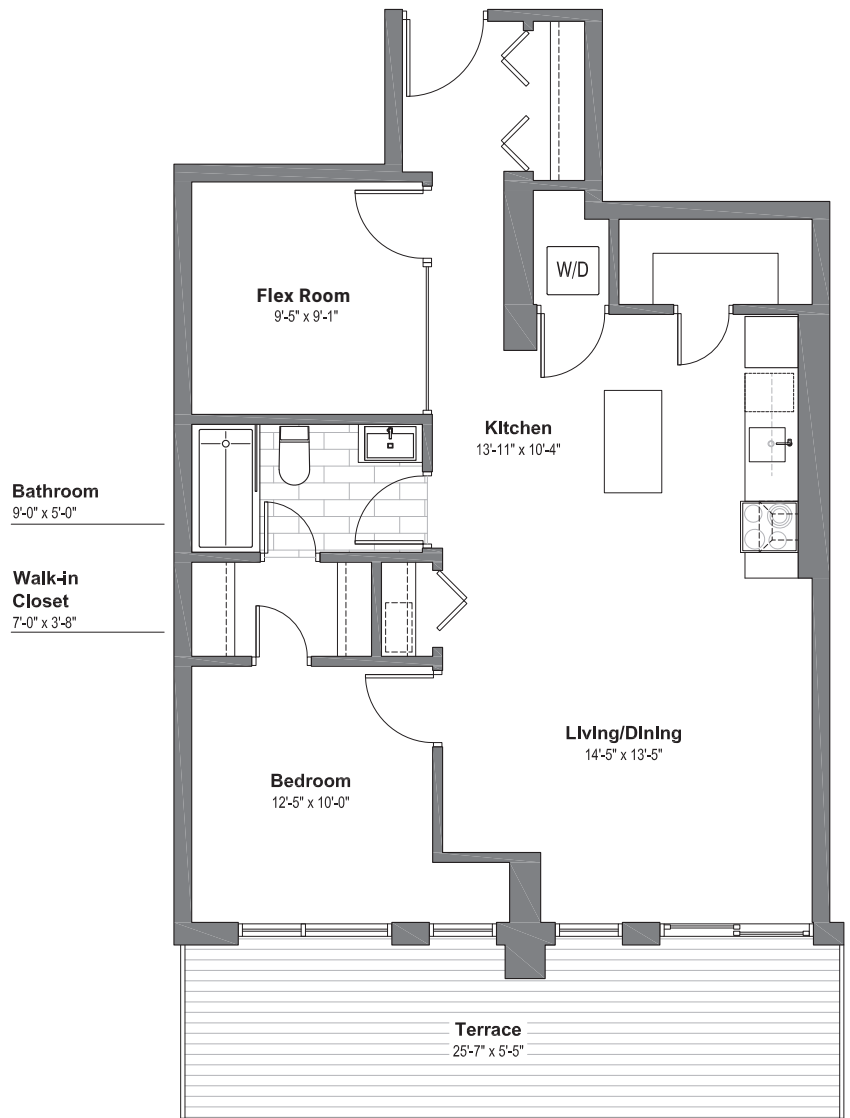 W/D
Flex Room
9'-5" x 9'-1"
Kitchen
13'-11" x 10'-4"
Bathroom
9'-0" x 5'-0"
Walk-in
Closet
7'-0" x 3'-8"
Living/Dining
14'-5" x 13'-5"
Bedroom
12'-5" x 10'-0"
Terrace
25'-7" x 5'-5"